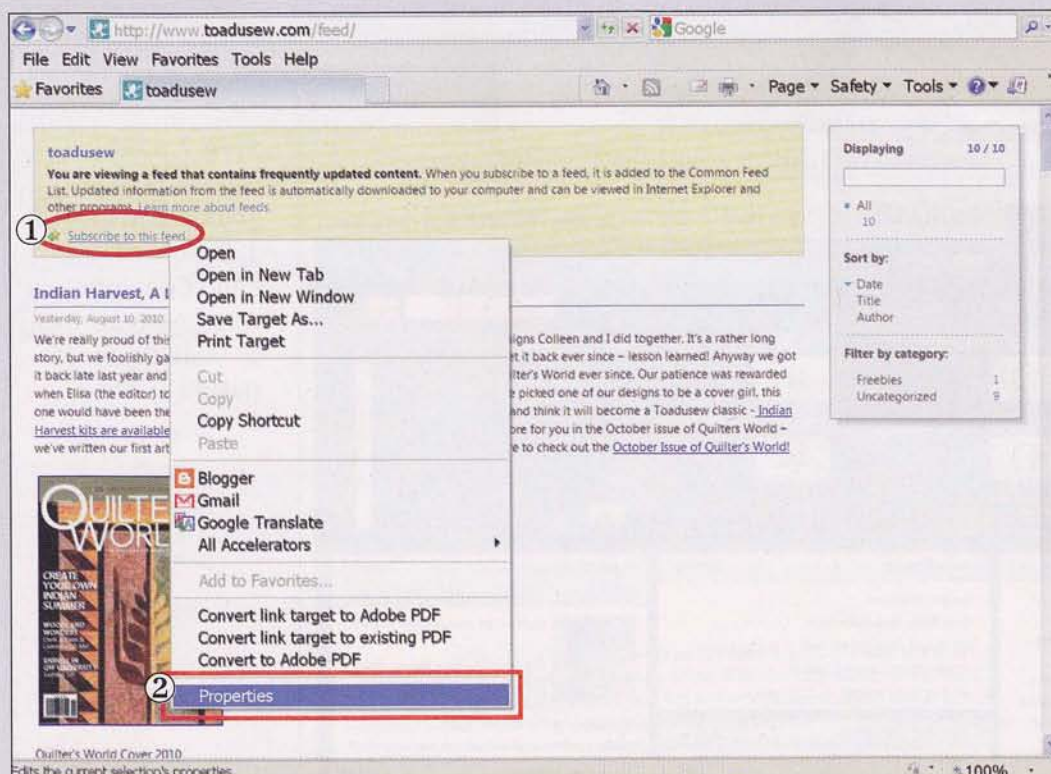 http://www.toadusew.com/feed/
Google
File Edit View Favorites Tools Help
Favorites
toadusew
Page Safety Tools
toadusew
You are viewing a feed that contains frequently updated content. When you subscribe to a feed, it is added to the Common Feed
List. Updated information from the feed is automatically downloaded to your computer and can be viewed in Internet Explorer and
other programs. Learn more about feeds.
① Subscribe to this feed
Displaying 10 / 10
All
10
Sort by:
Date
Title
Author
Filter by category:
Freebies 1
Uncategorized 9
Open
Open in New Tab
Open in New Window
Save Target As...
Print Target
Cut
Copy
Copy Shortcut
Paste
Blogger
Gmail
Google Translate
All Accelerators
Add to Favorites...
Convert link target to Adobe PDF
Convert link target to existing PDF
Convert to Adobe PDF
② Properties
Indian Harvest, A
Yesterday, August 10, 2010
We're really proud of this igns Colleen and I did together. It's a rather long
story, but we foolishly ga et it back ever since – lesson learned! Anyway we got
it back late last year and lter's World ever since. Our patience was rewarded
when Elisa (the editor) to e picked one of our designs to be a cover girl, this
one would have been the and think it will become a Toadusew classic - Indian
Harvest kits are available ore for you in the October issue of Quilters World –
we've written our first art e to check out the October Issue of Quilter's World!
QUILTE
WORL
CREATE
YOUR OWN
INDIAN
SUMMER
WOODLAND
WONDERS
Quilter's World Cover 2010
Edits the current selection's properties
100%